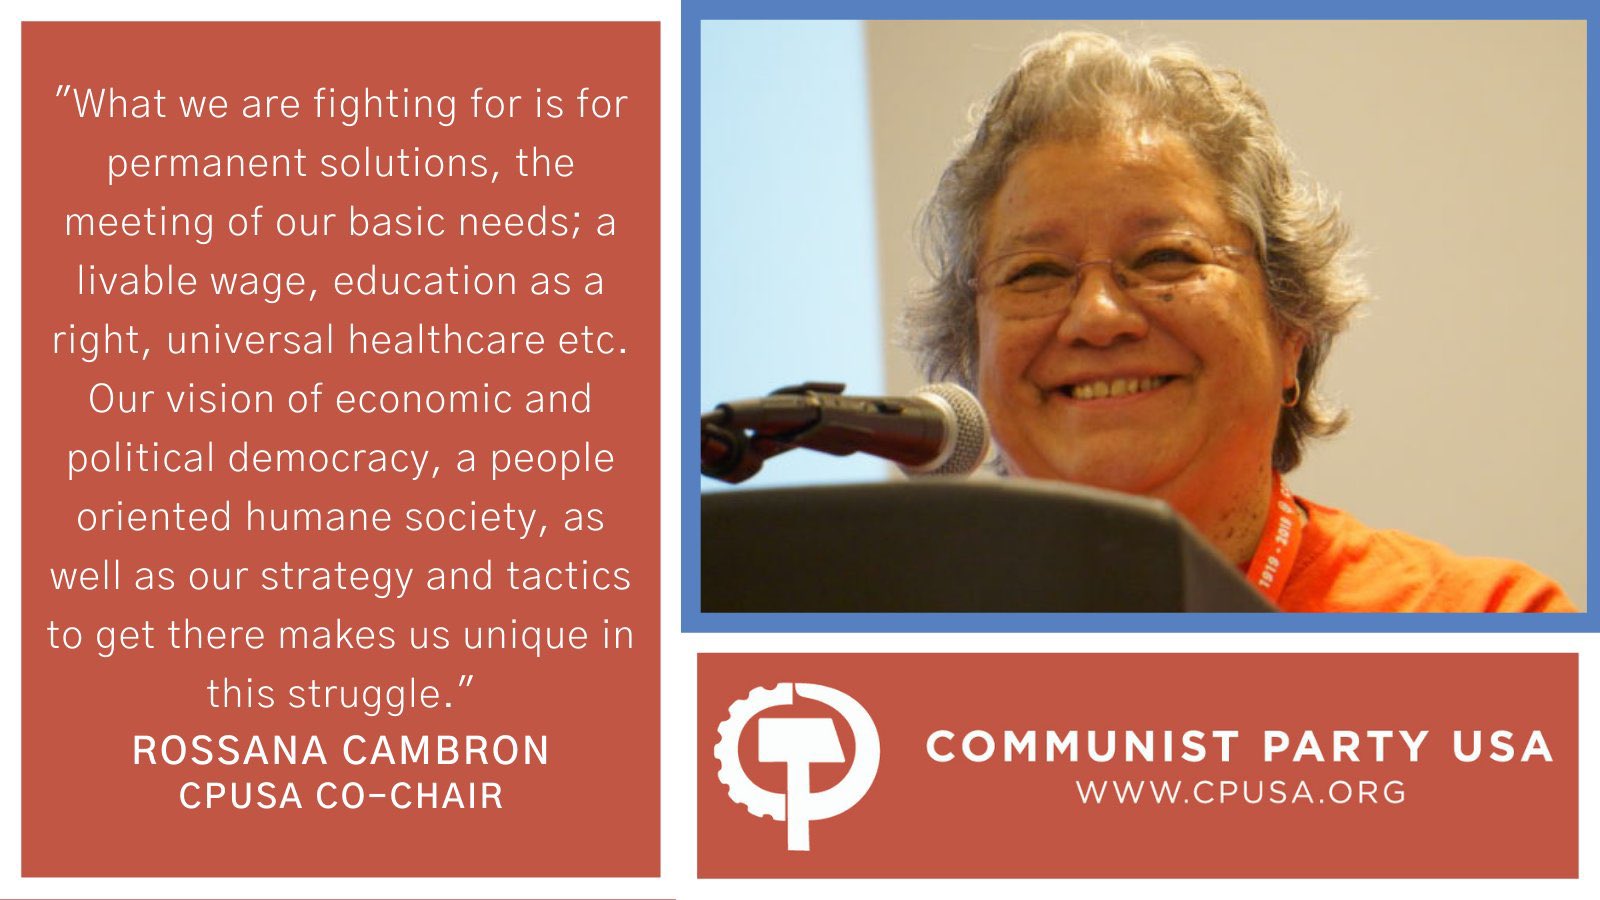 "What we are fighting for is for
permanent solutions, the
meeting of our basic needs; a
livable wage, education as a
right, universal healthcare etc.
Our vision of economic and
political democracy, a people
oriented humane society, as
well as our strategy and tactics
to get there makes us unique in
this struggle."
ROSSANA CAMBRON
CPUSA CO-CHAIR
1919 - 2019 @
COMMUNIST PARTY USA
WWW.CPUSA.ORG